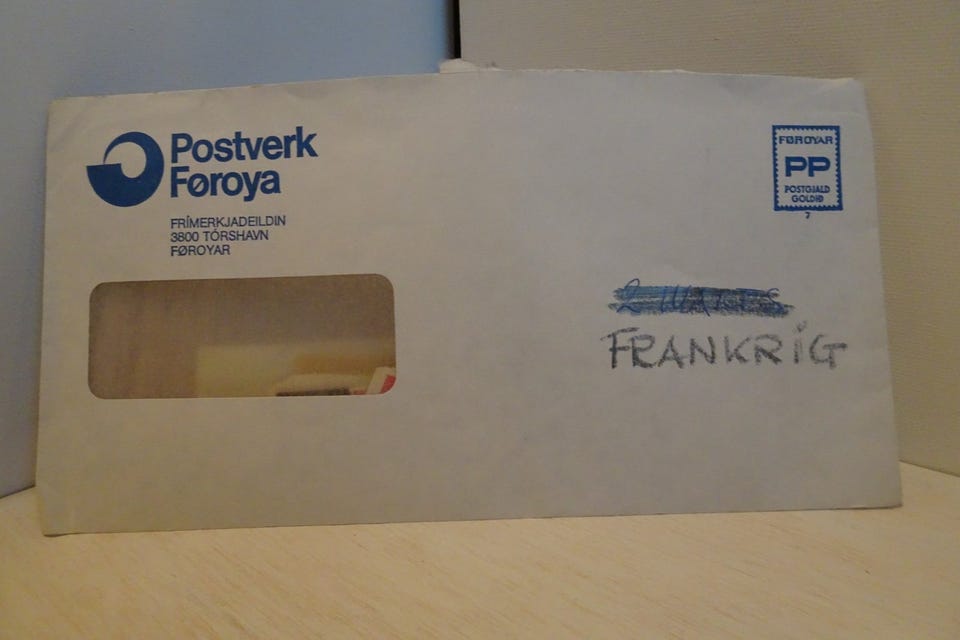 Postverk
Føroya
FRÍMERKJADEILDIN
3800 TÓRSHAVN
FØROYAR
FØROYAR
PP
POSTGJALD
GOLDIÐ
7
FRANKRIG